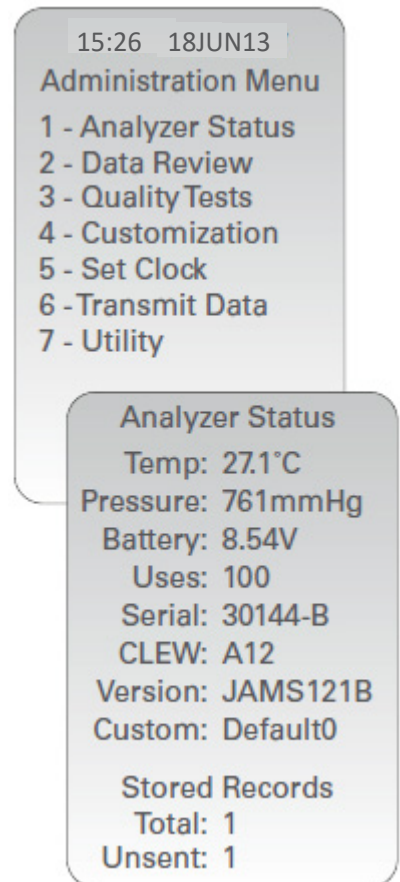 15:26 18JUN13
Administration Menu
1 - Analyzer Status
2 - Data Review
3 - Quality Tests
4 - Customization
5 - Set Clock
6 - Transmit Data
7 - Utility
Analyzer Status
Temp: 27.1°C
Pressure: 761mmHg
Battery: 8.54V
Uses: 100
Serial: 30144-B
CLEW: A12
Version: JAMS121B
Custom: Default0
Stored Records
Total: 1
Unsent: 1